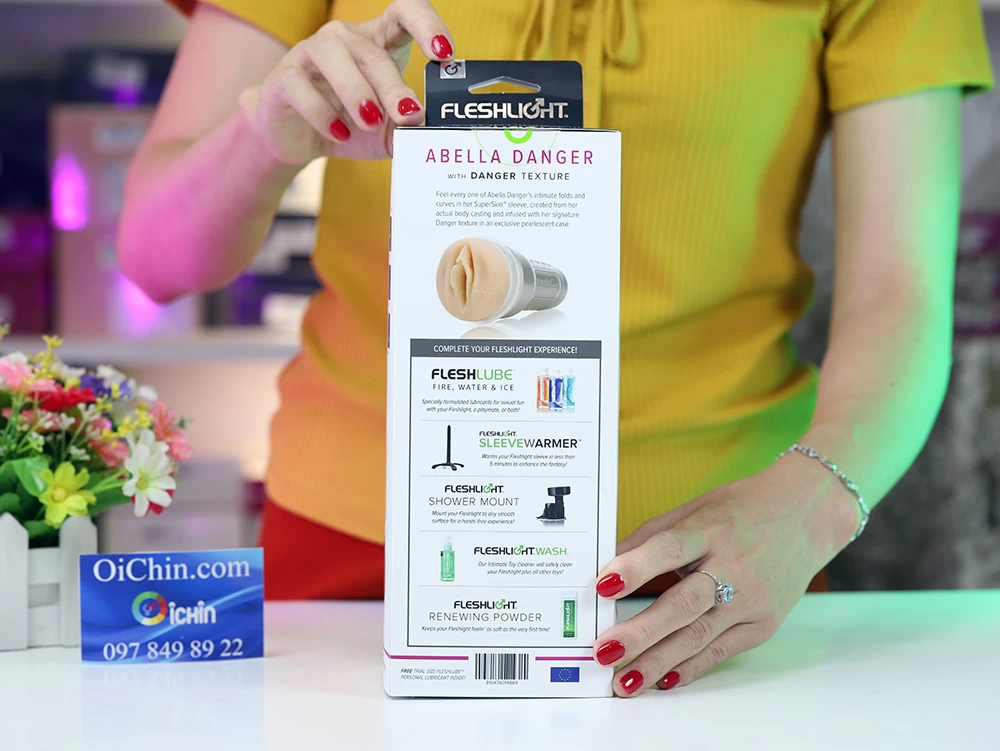 FLESHLIGHT
ABELLA DANGER
WITH DANGER TEXTURE
Feel every one of Abella Danger's intimate folds and
curves in her SuperSkin™ sleeve, created from her
actual body casting and infused with her signature
Danger texture in an exclusive pearlescent case.
COMPLETE YOUR FLESHLIGHT EXPERIENCE!
FLESHLUBE
FIRE, WATER & ICE
Specially formulated lubricants for sexual fun
with your Fleshlight, a playmate, or both!
FLESHLIGHT
SLEEVEWARMER™
Warms your Fleshlight sleeve in less than
5 minutes to enhance the fantasy!
FLESHLIGHT
SHOWER MOUNT
Mount your Fleshlight to any smooth
surface for a hands-free experience!
FLESHLIGHT WASH
Our Intimate Toy Cleaner will safely clean
your Fleshlight plus all other toys!
FLESHLIGHT
RENEWING POWDER
Keeps your Fleshlight feelin' as soft as the very first time!
FREE TRIAL SIZE FLESHLUBE™
PERSONAL LUBRICANT INSIDE!
OiChin.com
OîCHÎN
097 849 89 22